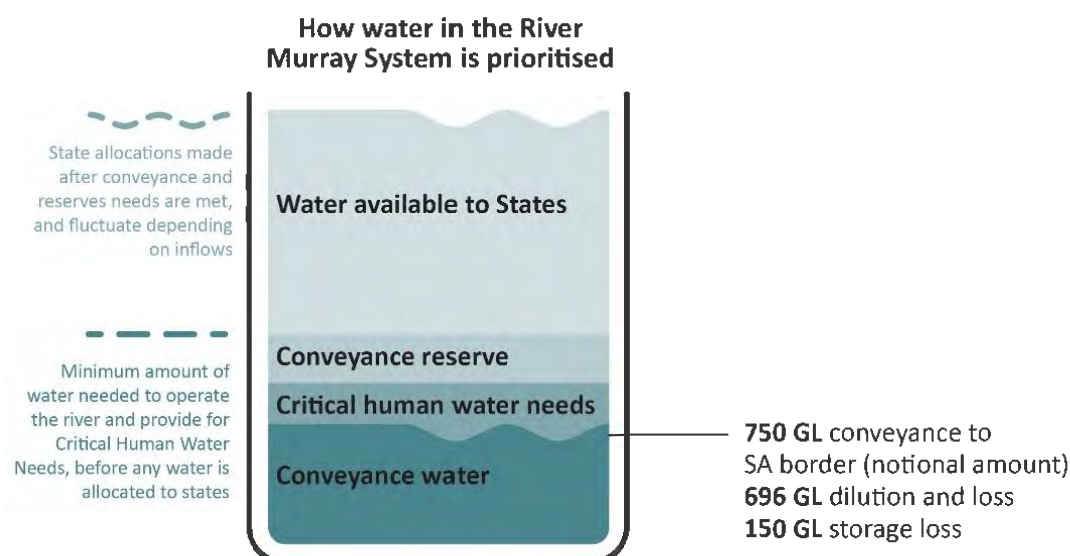 How water in the River
Murray System is prioritised
State allocations made
after conveyance and
reserves needs are met,
and fluctuate depending
on inflows
Water available to States
Minimum amount of
water needed to operate
the river and provide for
Critical Human Water
Needs, before any water is
allocated to states
Conveyance reserve
Critical human water needs
Conveyance water
750 GL conveyance to
SA border (notional amount)
696 GL dilution and loss
150 GL storage loss